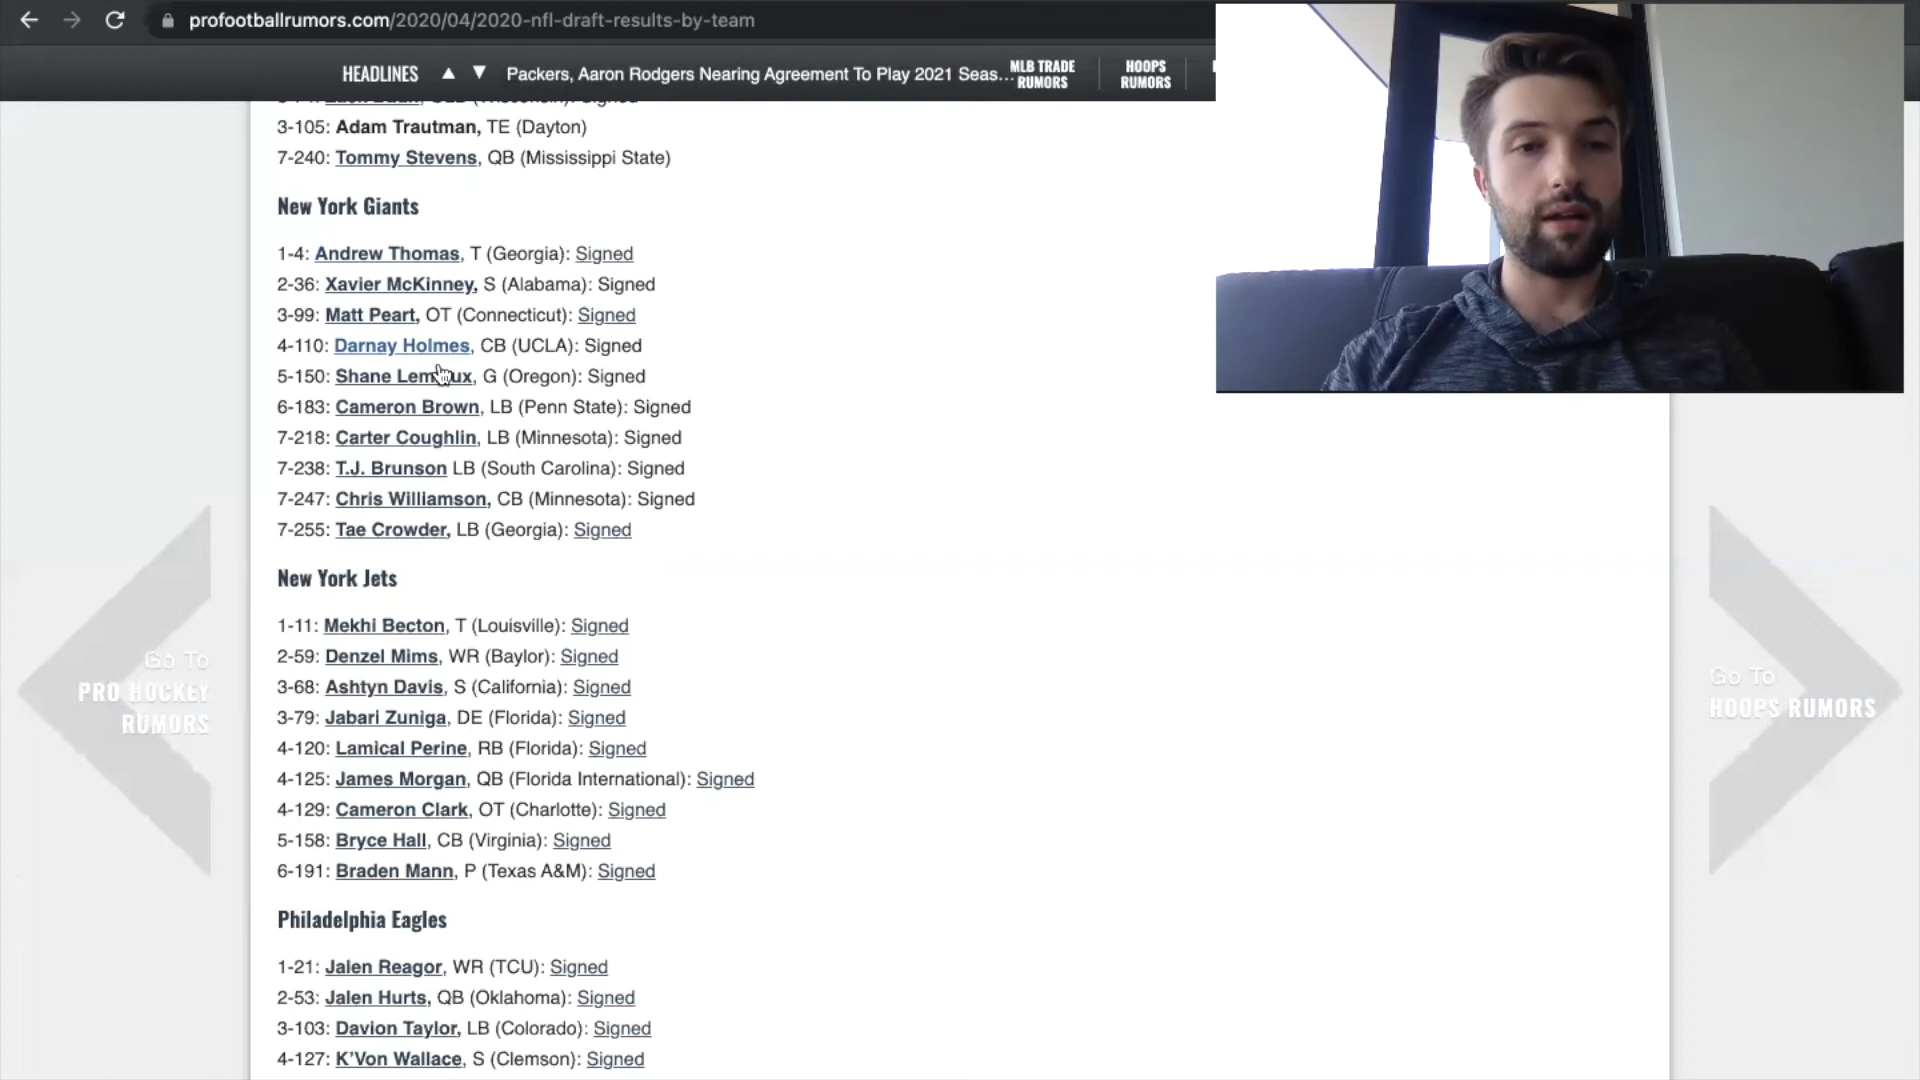 profootballrumors.com/2020/04/2020-nfl-draft-results-by-team
HEADLINES ▲ ▼ Packers, Aaron Rodgers Nearing Agreement To Play 2021 Seas... MLB TRADE RUMORS HOOPS RUMORS
3-105: Adam Trautman, TE (Dayton)
7-240: Tommy Stevens, QB (Mississippi State)
New York Giants
1-4: Andrew Thomas, T (Georgia): Signed
2-36: Xavier McKinney, S (Alabama): Signed
3-99: Matt Peart, OT (Connecticut): Signed
4-110: Darnay Holmes, CB (UCLA): Signed
5-150: Shane Lemieux, G (Oregon): Signed
6-183: Cameron Brown, LB (Penn State): Signed
7-218: Carter Coughlin, LB (Minnesota): Signed
7-238: T.J. Brunson LB (South Carolina): Signed
7-247: Chris Williamson, CB (Minnesota): Signed
7-255: Tae Crowder, LB (Georgia): Signed
New York Jets
1-11: Mekhi Becton, T (Louisville): Signed
2-59: Denzel Mims, WR (Baylor): Signed
3-68: Ashtyn Davis, S (California): Signed
3-79: Jabari Zuniga, DE (Florida): Signed
4-120: Lamical Perine, RB (Florida): Signed
4-125: James Morgan, QB (Florida International): Signed
4-129: Cameron Clark, OT (Charlotte): Signed
5-158: Bryce Hall, CB (Virginia): Signed
6-191: Braden Mann, P (Texas A&M): Signed
Philadelphia Eagles
1-21: Jalen Reagor, WR (TCU): Signed
2-53: Jalen Hurts, QB (Oklahoma): Signed
3-103: Davion Taylor, LB (Colorado): Signed
4-127: K'Von Wallace, S (Clemson): Signed
Go To
PRO HOCKEY
RUMORS
Go To
HOOPS RUMORS